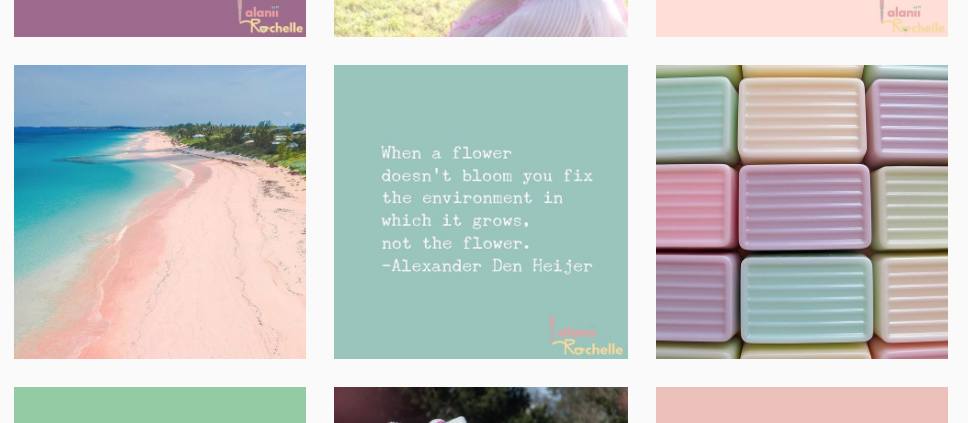 alanii
Rochelle
alanii
Rochelle
When a flower
doesn't bloom you fix
the environment in
which it grows,
not the flower.
-Alexander Den Heijer
alanii
Rochelle